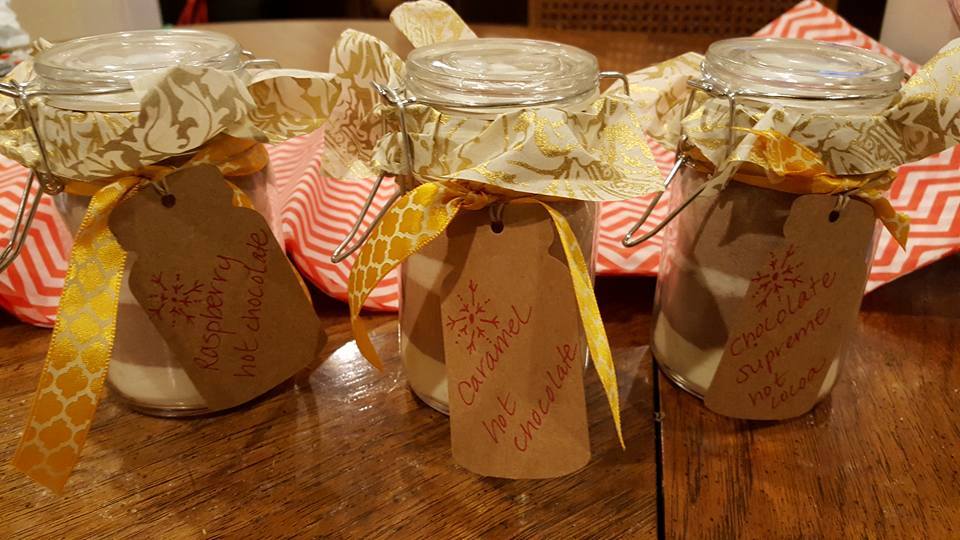 Raspberry
hot chocolate
Caramel
hot
chocolate
Chocolate
supreme
hot
cocoa